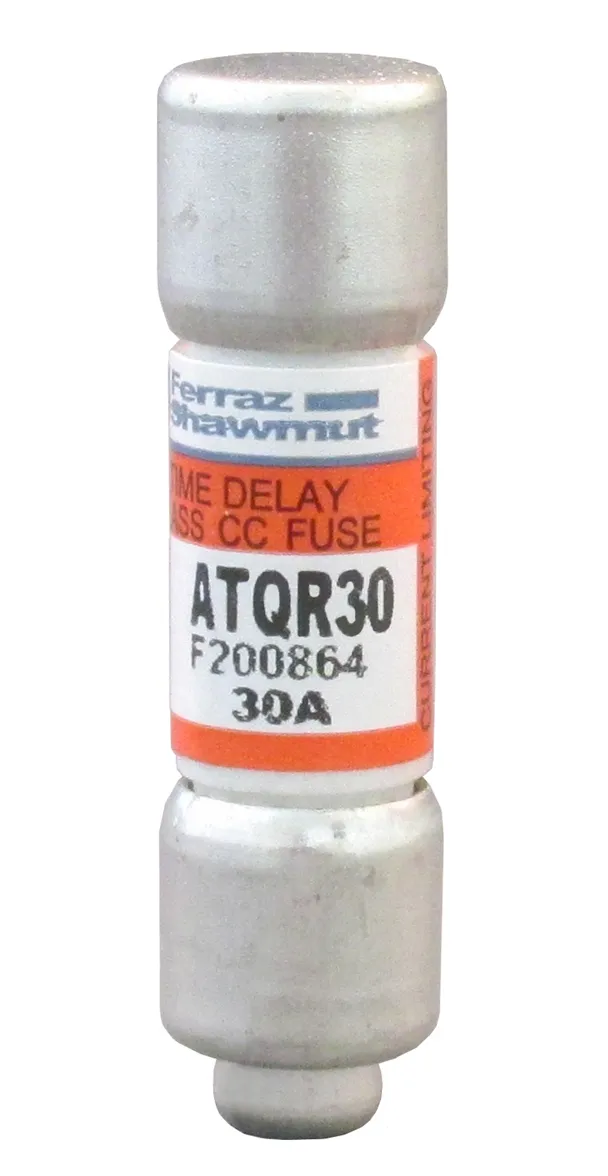 Ferraz
Shawmut
TIME DELAY
ASS CC FUSE
ATQR30
F200864
30A
CURRENT LIMITING